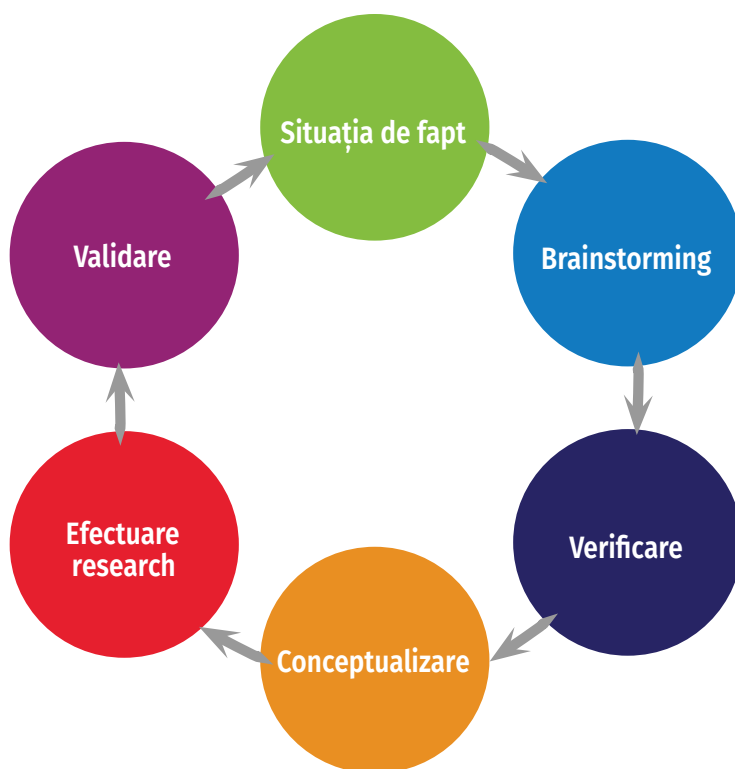 Situația de fapt
Brainstorming
Verificare
Conceptualizare
Efectuare
research
Validare